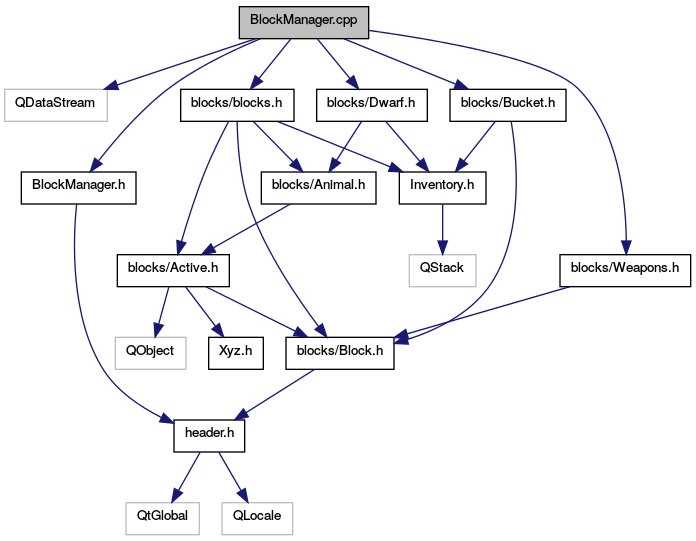 BlockManager.cpp
QDataStream
blocks/blocks.h
blocks/Dwarf.h
blocks/Bucket.h
BlockManager.h
blocks/Animal.h
Inventory.h
blocks/Active.h
QStack
blocks/Weapons.h
QObject
Xyz.h
blocks/Block.h
header.h
QtGlobal
QLocale